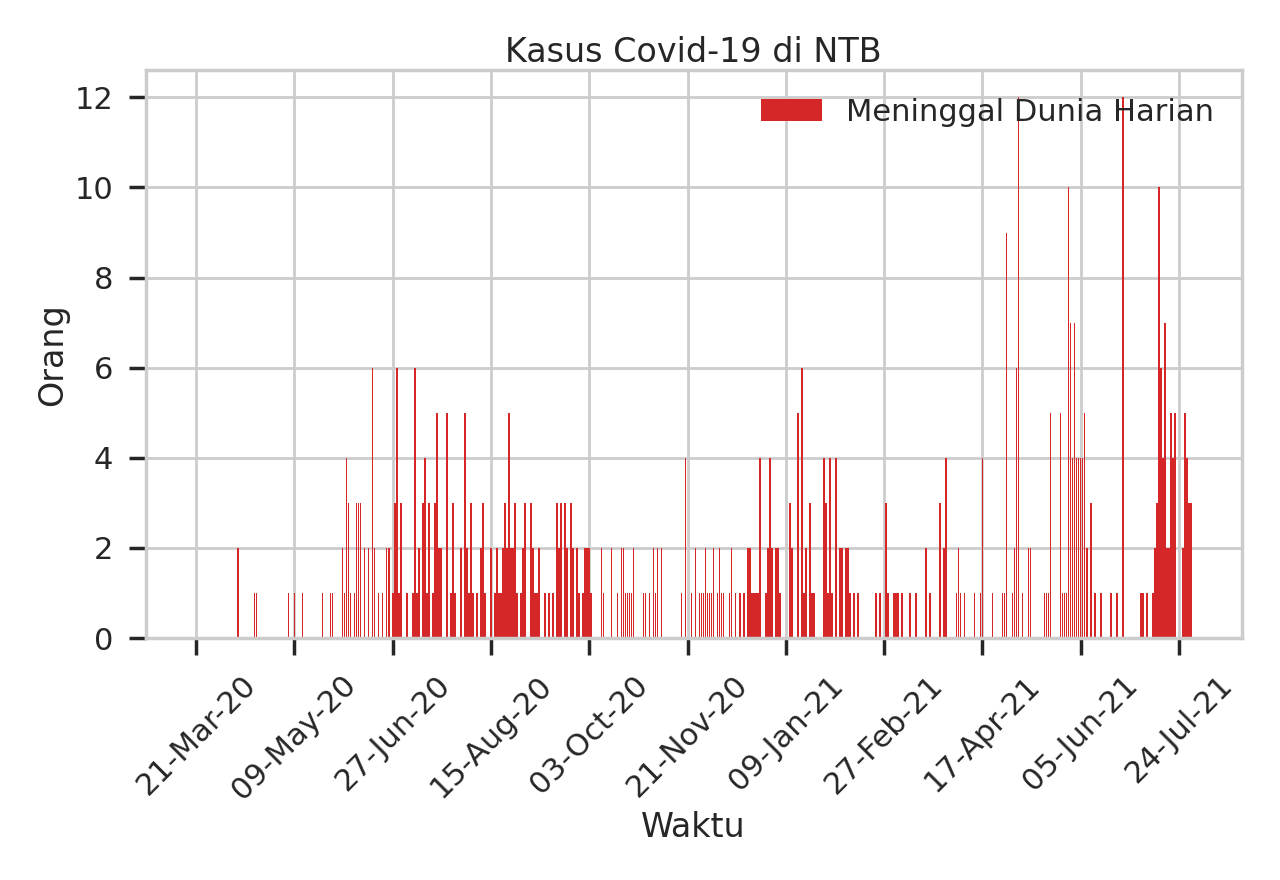 Kasus Covid-19 di NTB
Meninggal Dunia Harian
12
10
8
6
4
2
0
Orang
21-Mar-20
09-May-20
27-Jun-20
15-Aug-20
03-Oct-20
21-Nov-20
09-Jan-21
27-Feb-21
17-Apr-21
05-Jun-21
24-Jul-21
Waktu